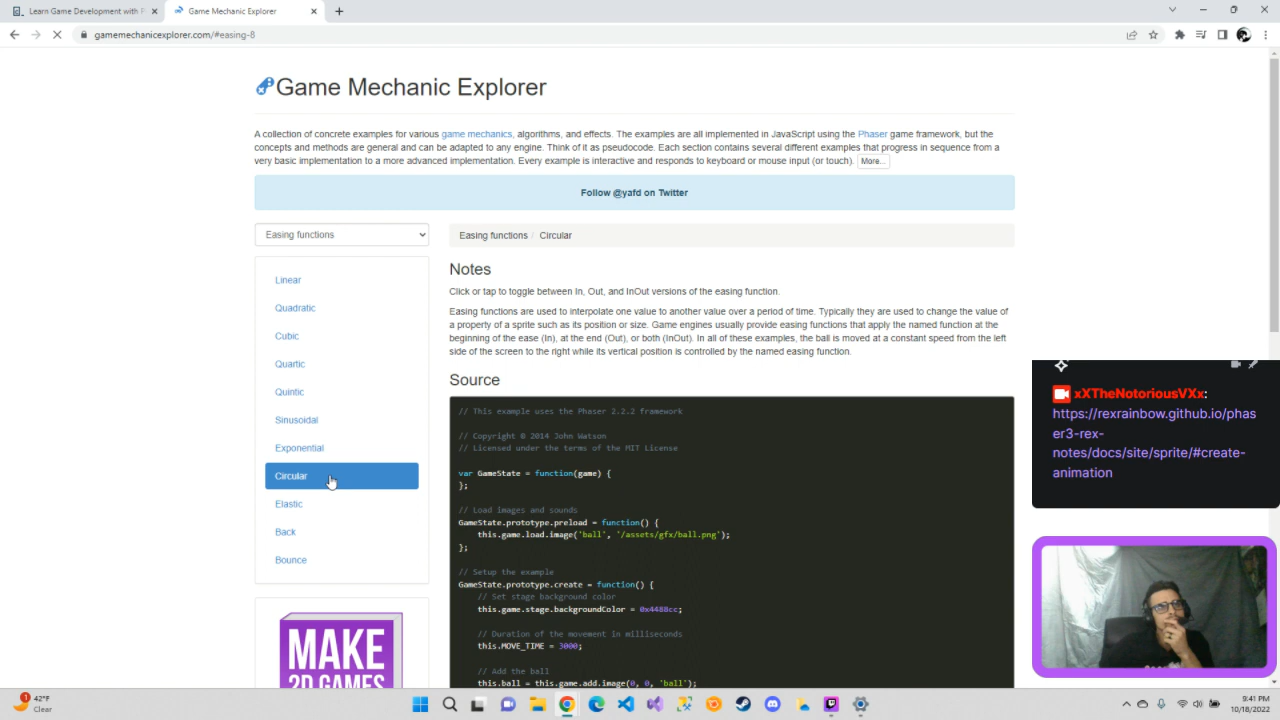 Learn Game Development with P
Game Mechanic Explorer
gamemechanicexplorer.com/#easing-8
Game Mechanic Explorer
A collection of concrete examples for various game mechanics, algorithms, and effects. The examples are all implemented in JavaScript using the Phaser game framework, but the
concepts and methods are general and can be adapted to any engine. Think of it as pseudocode. Each section contains several different examples that progress in sequence from a
very basic implementation to a more advanced implementation. Every example is interactive and responds to keyboard or mouse input (or touch). More...
Follow @yafd on Twitter
Easing functions
Linear
Quadratic
Cubic
Quartic
Quintic
Sinusoidal
Exponential
Circular
Elastic
Back
Bounce
MAKE
2D GAMES
Easing functions / Circular
Notes
Click or tap to toggle between In, Out, and InOut versions of the easing function.
Easing functions are used to interpolate one value to another value over a period of time. Typically they are used to change the value of
a property of a sprite such as its position or size. Game engines usually provide easing functions that apply the named function at the
beginning of the ease (In), at the end (Out), or both (InOut). In all of these examples, the ball is moved at a constant speed from the left
side of the screen to the right while its vertical position is controlled by the named easing function.
Source
// This example uses the Phaser 2.2.2 framework
// Copyright © 2014 John Watson
// Licensed under the terms of the MIT License
var GameState = function(game) {
};
// Load images and sounds
GameState.prototype.preload = function() {
this.game.load.image('ball', '/assets/gfx/ball.png');
};
// Setup the example
GameState.prototype.create = function() {
// Set stage background color
this.game.stage.backgroundColor = 0x4488cc;
// Duration of the movement in milliseconds
this.MOVE_TIME = 3000;
// Add the ball
this.ball = this.game.add.image(0, 0, 'ball');
xXTheNotoriousVXx:
https://rexrainbow.github.io/phas
er3-rex-
notes/docs/site/sprite/#create-
animation
1
42°F
Clear
9:41 PM
10/18/2022